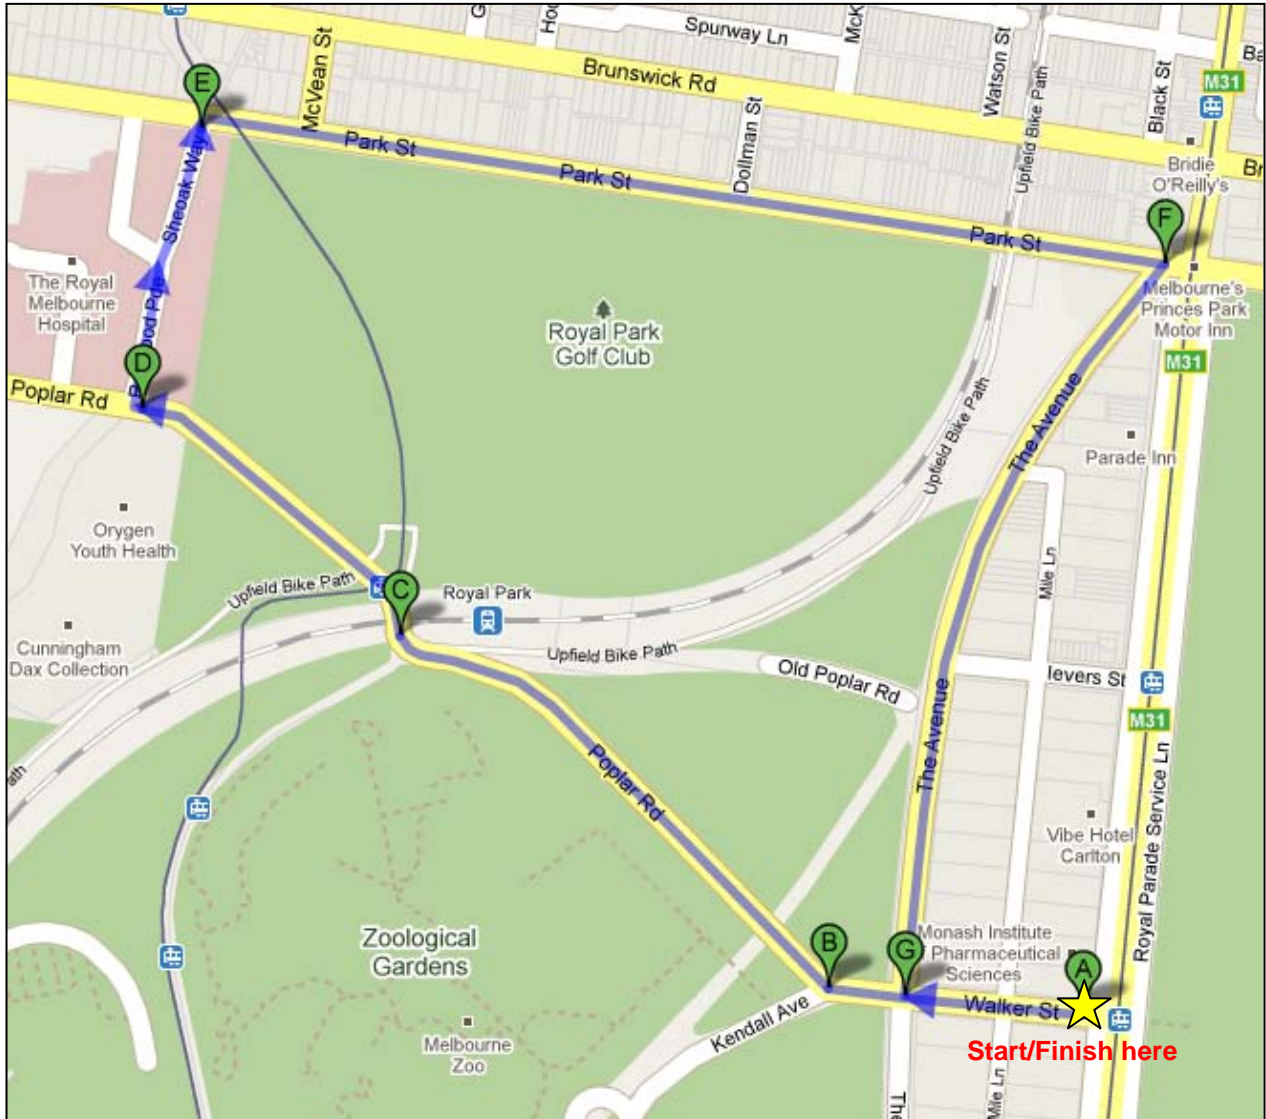 Spurway Ln
Brunswick Rd
McVean St
Watson St
Black St
M31
Upfield Bike Path
Dollman St
Bridie
O'Reilly's
E
Park St
Park St
Park St
F
Sheoak Way
The Royal
Melbourne
Hospital
Melbourne's
Princes Park
Motor Inn
M31
Royal Park
Golf Club
D
Poplar Rd
The Avenue
Upfield Bike Path
Parade Inn
Orygen
Youth Health
Mile Ln
Upfield Bike Path
C
Royal Park
Cunningham
Dax Collection
Upfield Bike Path
Old Poplar Rd
Ievers St
M31
The Avenue
Poplar Rd
Royal Parade Service Ln
Vibe Hotel
Carlton
Zoological
Gardens
B
G
Monash Institute
Pharmaceutical
Sciences
A
Walker St
Kendall Ave
Melbourne
Zoo
Start/Finish here
Mile Ln